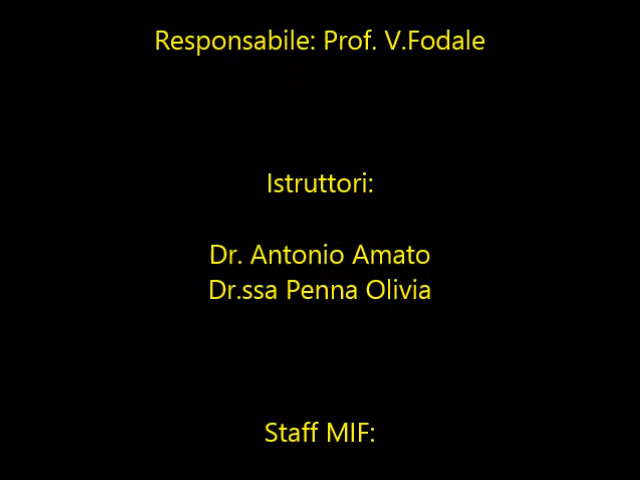 Responsabile: Prof. V.Fodale
Istruttori:
Dr. Antonio Amato
Dr.ssa Penna Olivia
Staff MIF: